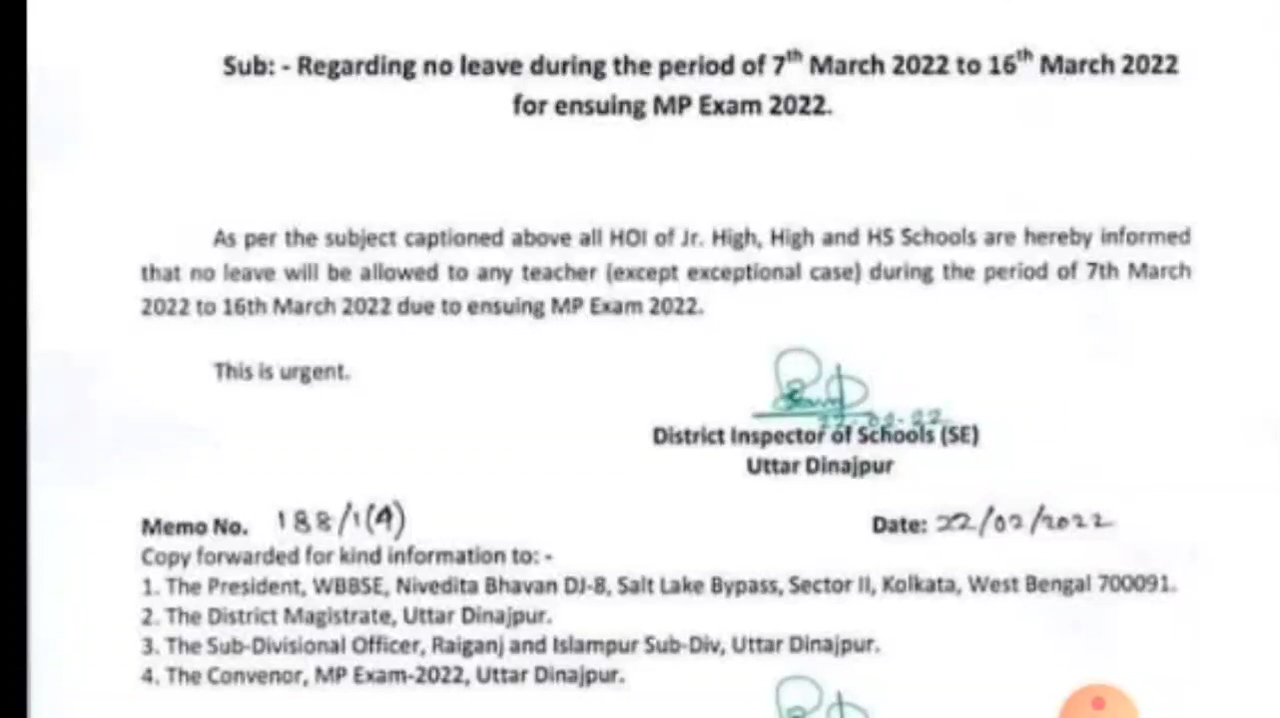 Sub: - Regarding no leave during the period of 7th March 2022 to 16th March 2022
for ensuing MP Exam 2022.
As per the subject captioned above all HOI of Jr. High, High and HS Schools are hereby informed
that no leave will be allowed to any teacher (except exceptional case) during the period of 7th March
2022 to 16th March 2022 due to ensuing MP Exam 2022.
This is urgent.
22-02-22
District Inspector of Schools (SE)
Uttar Dinajpur
Memo No. 188/1(4) Date: 22/02/2022
Copy forwarded for kind information to: -
1. The President, WBBSE, Nivedita Bhavan DJ-8, Salt Lake Bypass, Sector II, Kolkata, West Bengal 700091.
2. The District Magistrate, Uttar Dinajpur.
3. The Sub-Divisional Officer, Raiganj and Islampur Sub-Div, Uttar Dinajpur.
4. The Convenor, MP Exam-2022, Uttar Dinajpur.